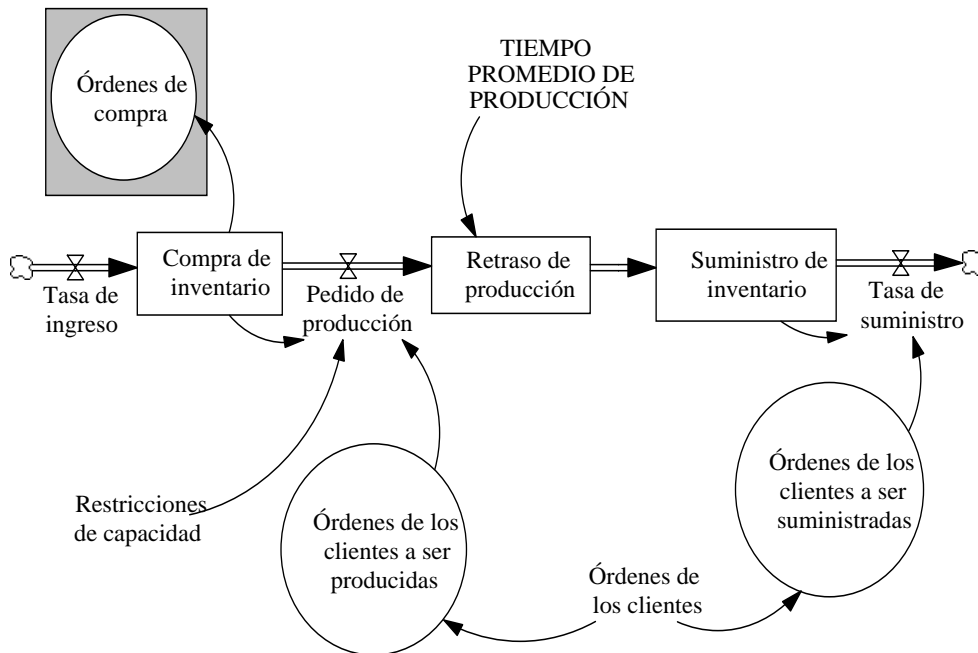 Órdenes de
compra
TIEMPO
PROMEDIO DE
PRODUCCIÓN
Compra de
inventario
Retraso de
producción
Suministro de
inventario
Tasa de
ingreso
Pedido de
producción
Tasa de
suministro
Restricciones
de capacidad
Órdenes de los
clientes a ser
producidas
Órdenes de los
clientes a ser
suministradas
Órdenes de
los clientes